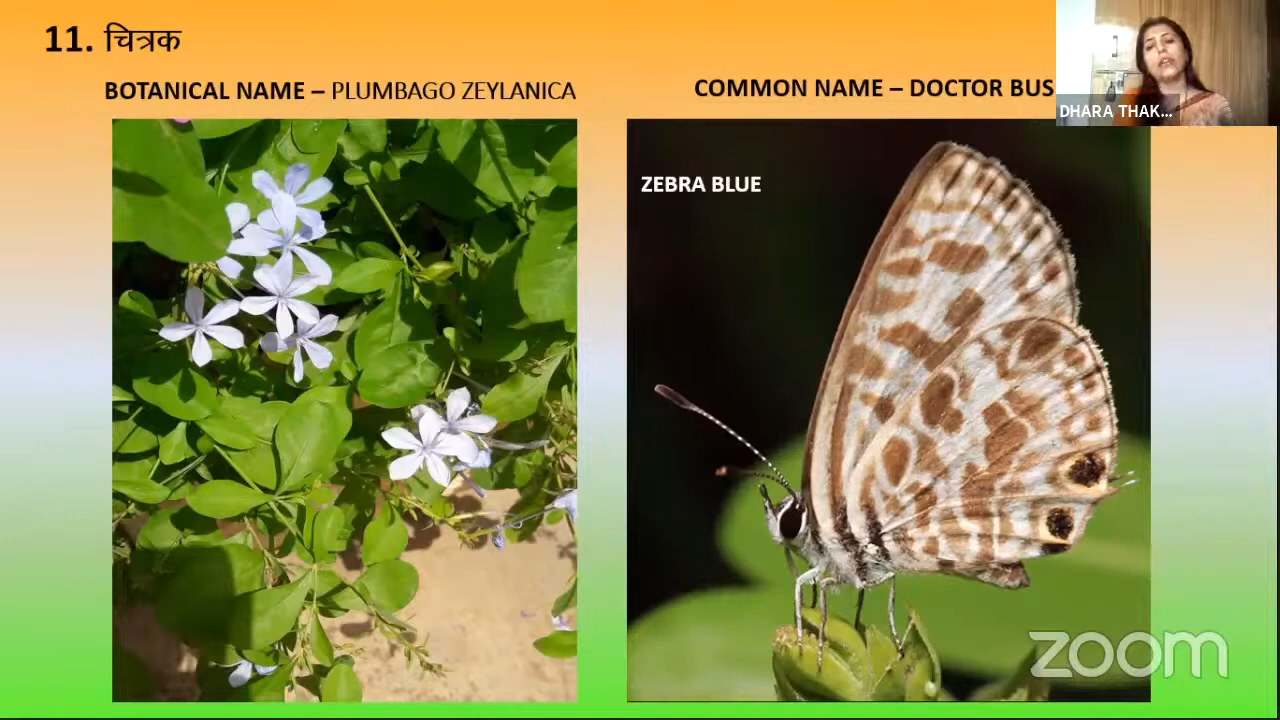 11. चित्रक
BOTANICAL NAME – PLUMBAGO ZEYLANICA
COMMON NAME – DOCTOR BUS
DHARA THAK...
ZEBRA BLUE
zoom